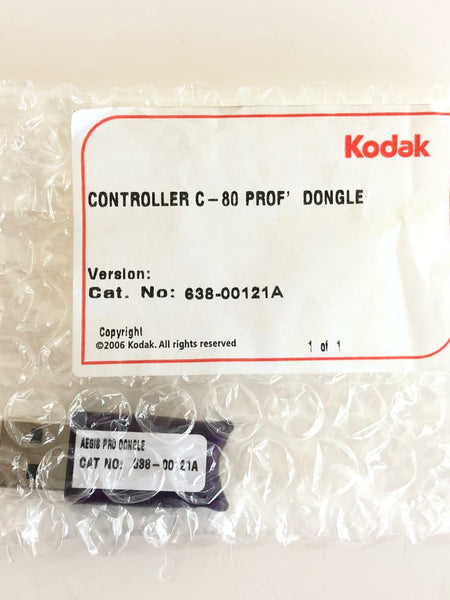 Kodak
CONTROLLER C-80 PROF' DONGLE
Version:
Cat. No: 638-00121A
Copyright
©2006 Kodak. All rights reserved
1 of 1
AEGIS PRO DONGLE
CAT NO: 638-00121A